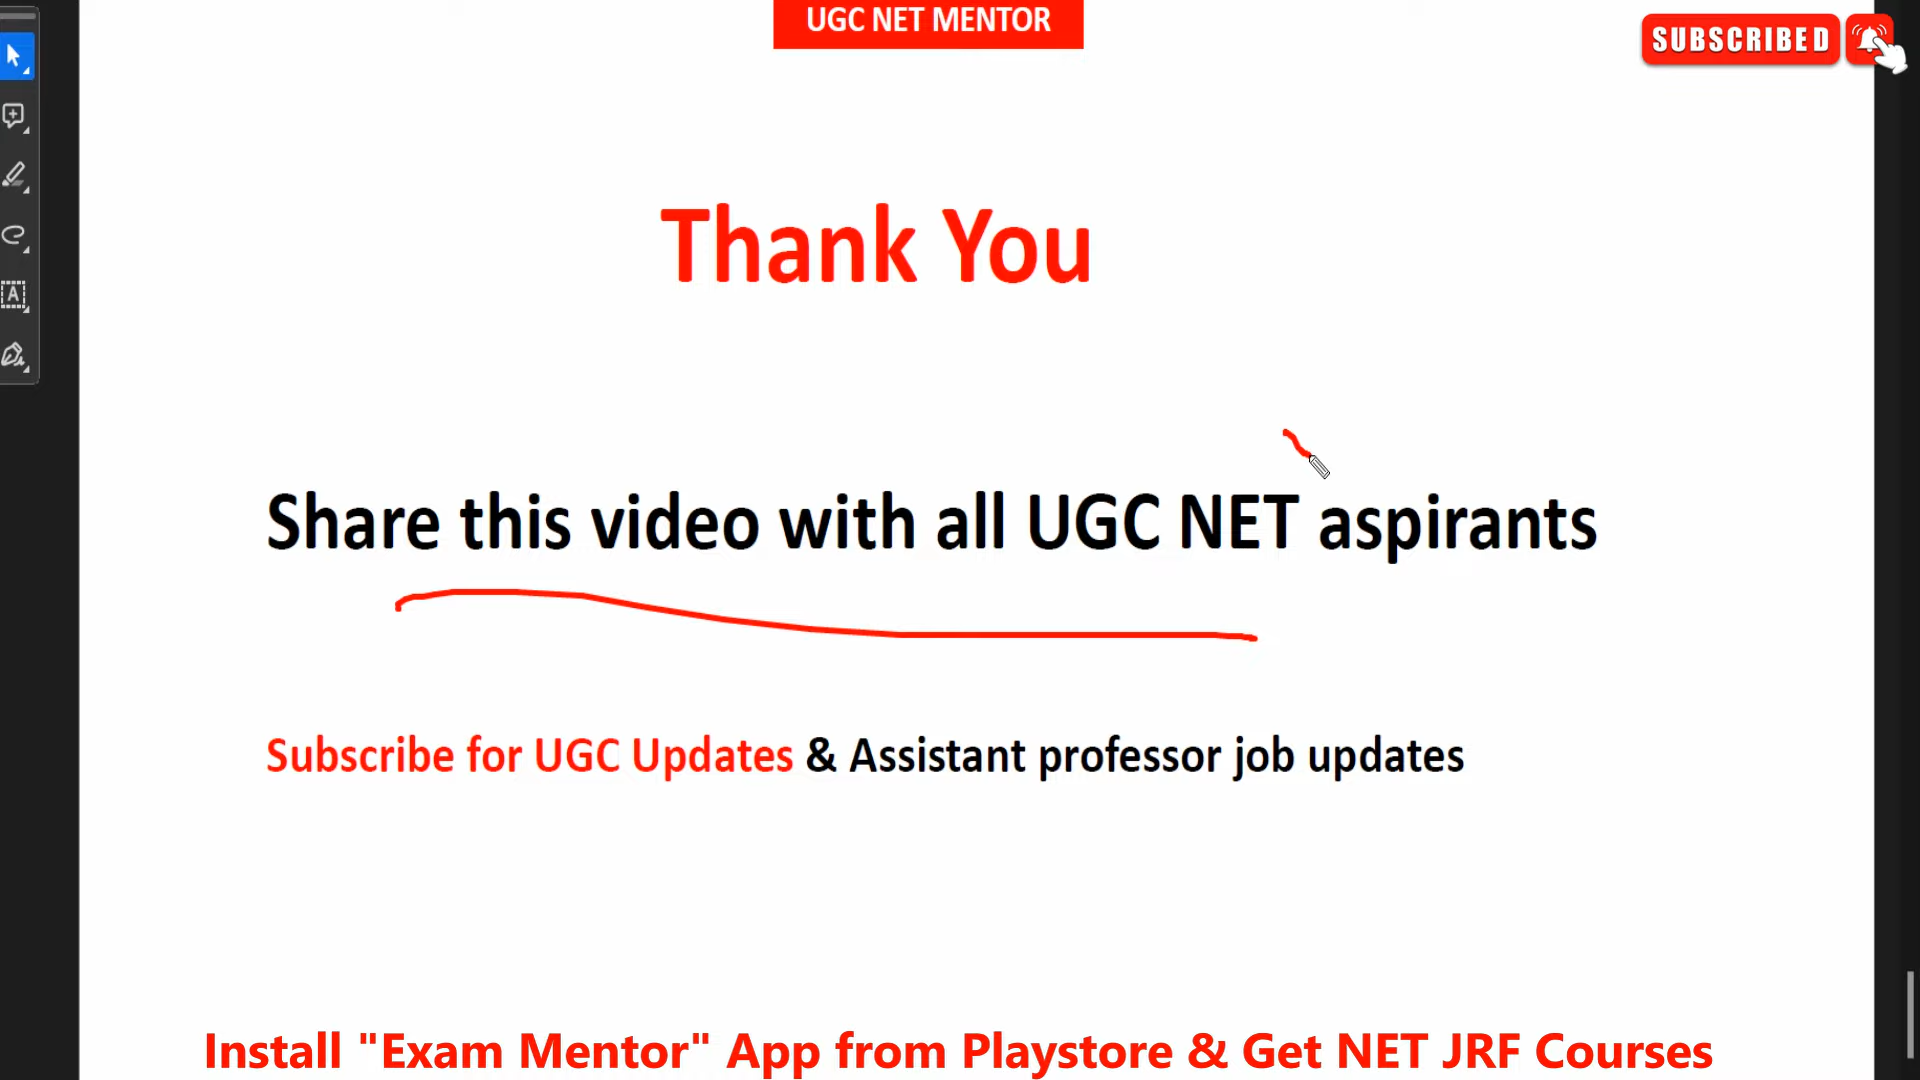 UGC NET MENTOR
SUBSCRIBED
Thank You
Share this video with all UGC NET aspirants
Subscribe for UGC Updates & Assistant professor job updates
Install "Exam Mentor" App from Playstore & Get NET JRF Courses